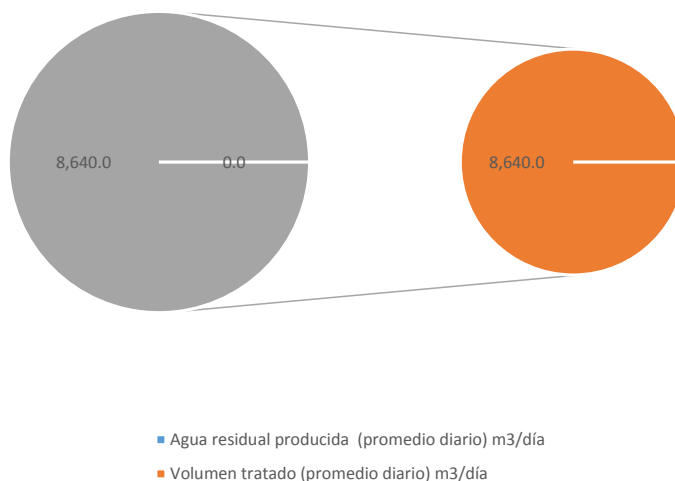 8,640.0
0.0
8,640.0
Agua residual producida  (promedio diario) m3/día
Volumen tratado (promedio diario) m3/día